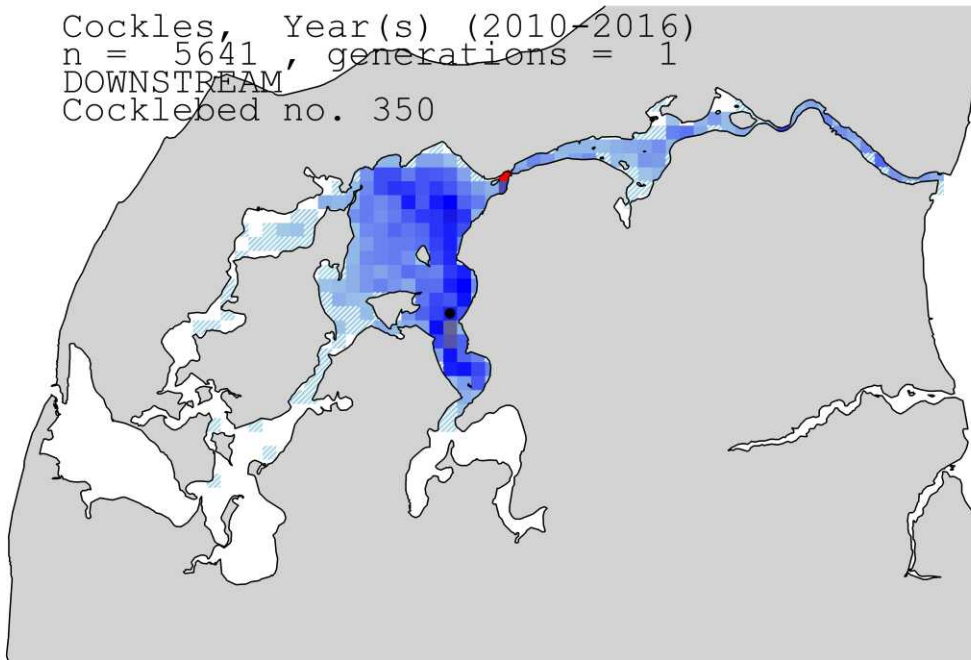 Cockles, Year(s) (2010-2016)
n = 5641 , generations = 1
DOWNSTREAM
Cocklebed no. 350